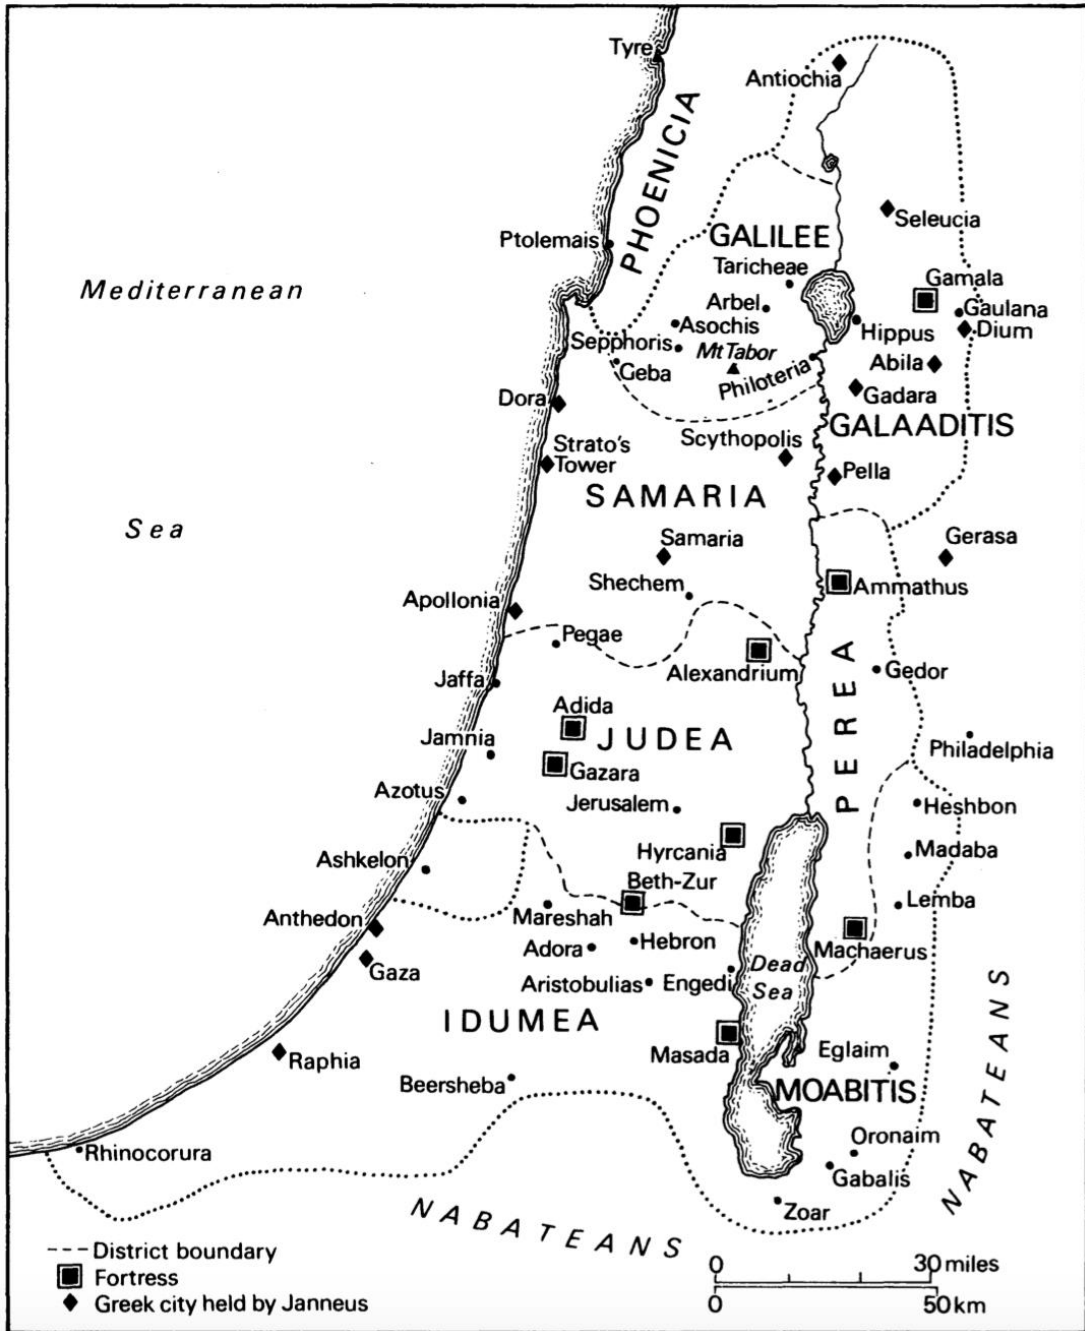 Tyre
Antiochia
PHOENICIA
Seleucia
Ptolemais
GALILEE
Taricheae
Gamala
Mediterranean
Arbel
Gaulana
Asochis
Hippus
Dium
Sepphoris
Mt Tabor
Abila
Geba
Philoteria
Gadara
Dora
GALAADITIS
Scythopolis
Strato's
Tower
Pella
SAMARIA
Sea
Samaria
Gerasa
Shechem
Ammathus
Apollonia
Pegae
Alexandrium
Gedor
Jaffa
PEREA
Adida
JUDEA
Jamnia
Philadelphia
Gazara
Azotus
Jerusalem
Heshbon
Hyrcania
Madaba
Ashkelon
Beth-Zur
Lemba
Anthedon
Mareshah
Adora
Hebron
Machaerus
Gaza
Dead
Sea
Aristobulias
Engedi
IDUMEA
NABATEANS
Raphia
Masada
Eglaim
Beersheba
MOABITIS
Rhinocorura
Oronaim
Gabalis
Zoar
NABATEANS
District boundary
Fortress
Greek city held by Janneus
0 30 miles
0 50 km